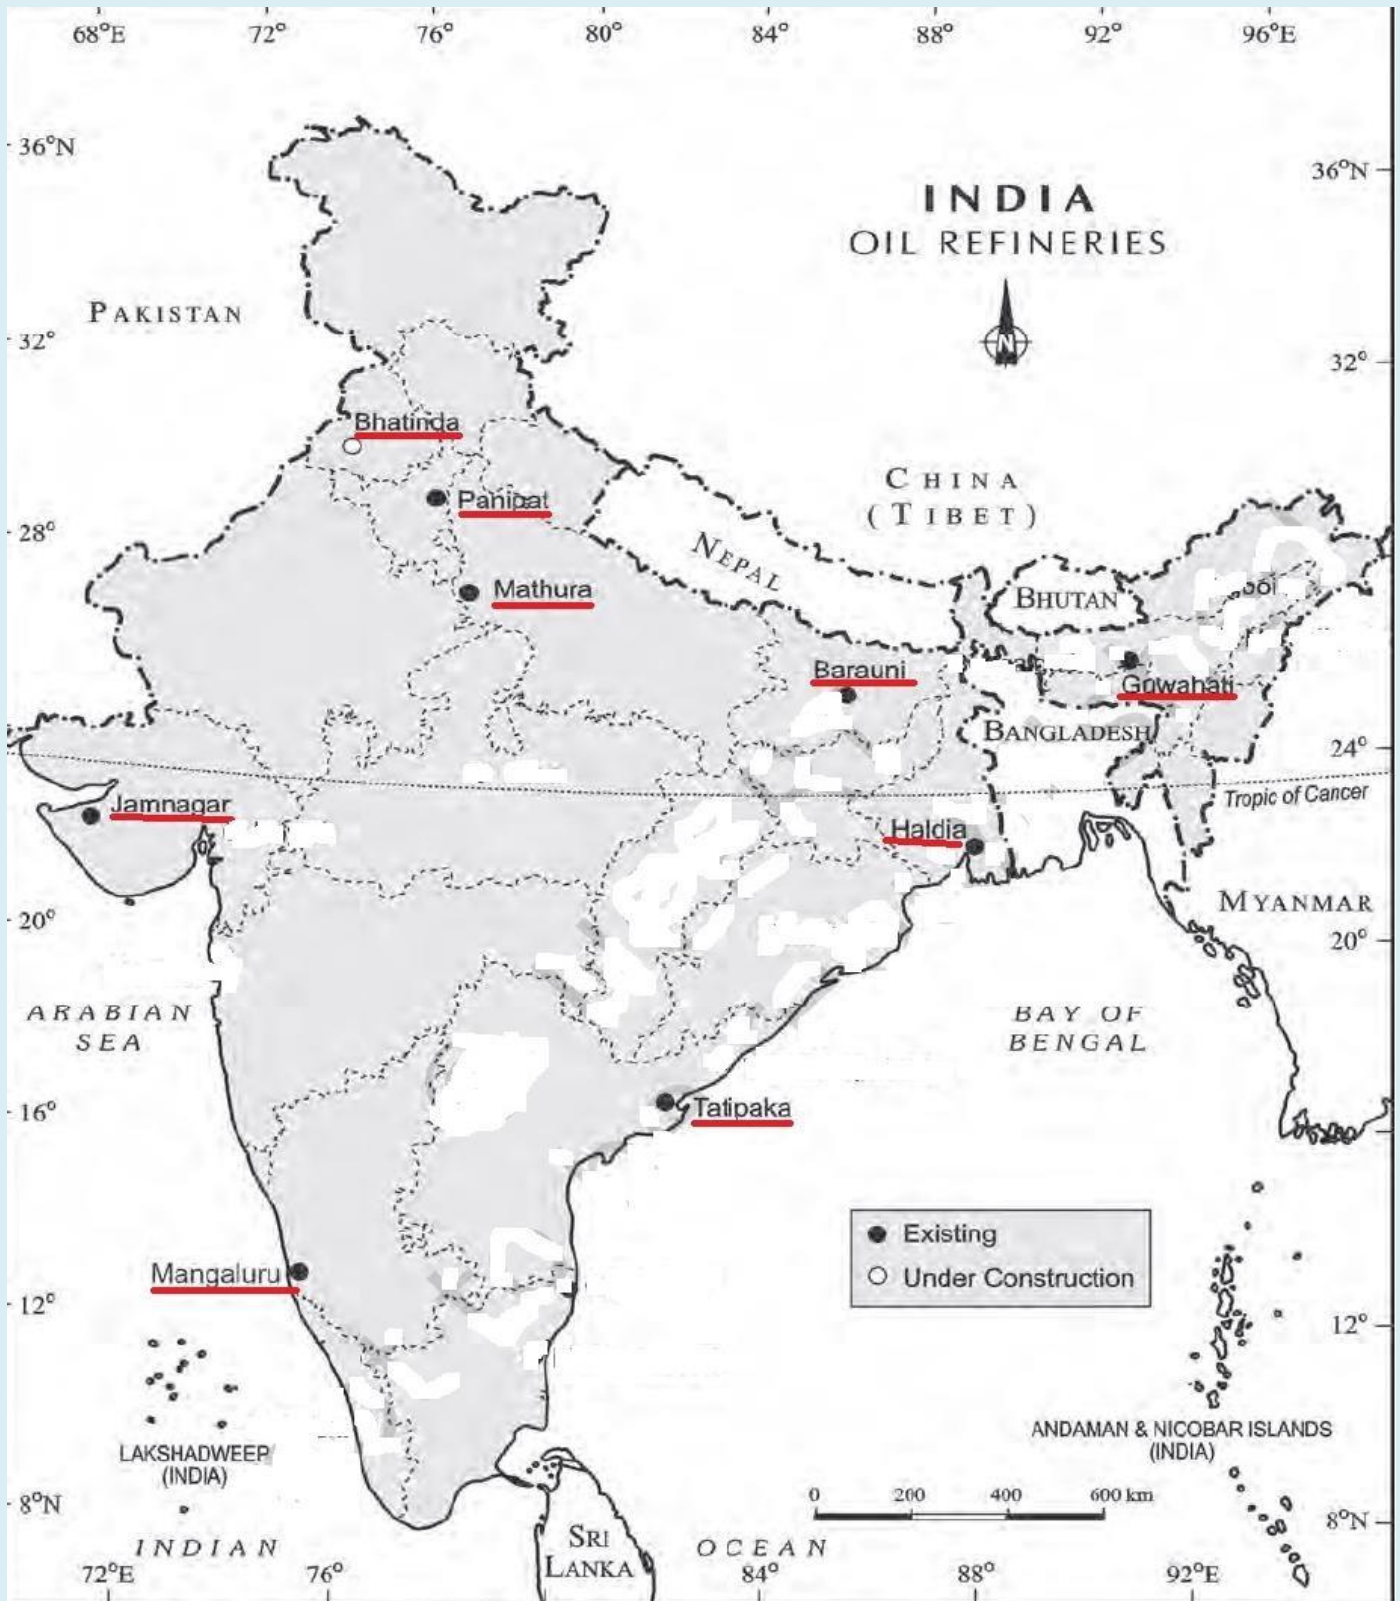 68°E 72° 76° 80° 84° 88° 92° 96°E
36°N
36°N
INDIA
OIL REFINERIES
N
PAKISTAN
32°
32°
Bhatinda
CHINA
(TIBET)
Panipat
28°
NEPAL
Mathura
BHUTAN
Barauni
Guwahati
BANGLADESH
24°
Tropic of Cancer
Jamnagar
Haldia
MYANMAR
20°
20°
ARABIAN
SEA
BAY OF
BENGAL
16°
Tatipaka
Existing
Under Construction
Mangaluru
12°
12°
LAKSHADWEEP
(INDIA)
ANDAMAN & NICOBAR ISLANDS
(INDIA)
8°N
0 200 400 600 km
8°N
INDIAN
SRI
LANKA
OCEAN
72°E 76° 84° 88° 92°E